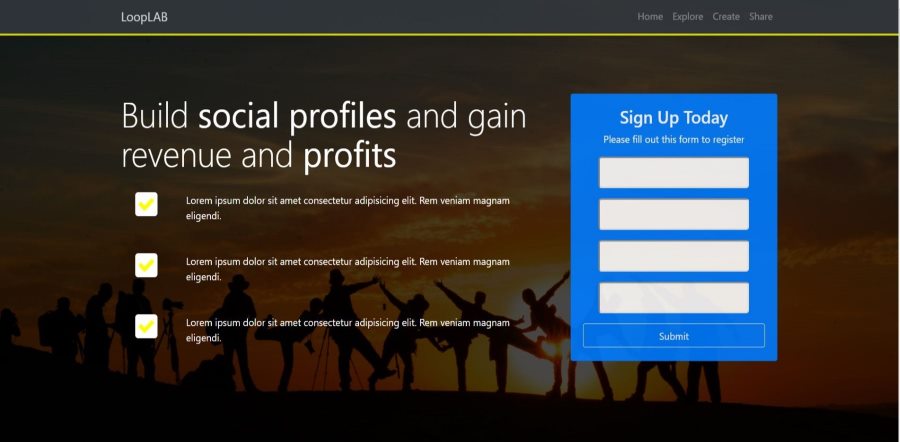 LoopLAB
Home Explore Create Share
Build social profiles and gain
revenue and profits
Lorem ipsum dolor sit amet consectetur adipisicing elit. Rem veniam magnam
eligendi.
Lorem ipsum dolor sit amet consectetur adipisicing elit. Rem veniam magnam
eligendi.
Lorem ipsum dolor sit amet consectetur adipisicing elit. Rem veniam magnam
eligendi.
Sign Up Today
Please fill out this form to register
Submit